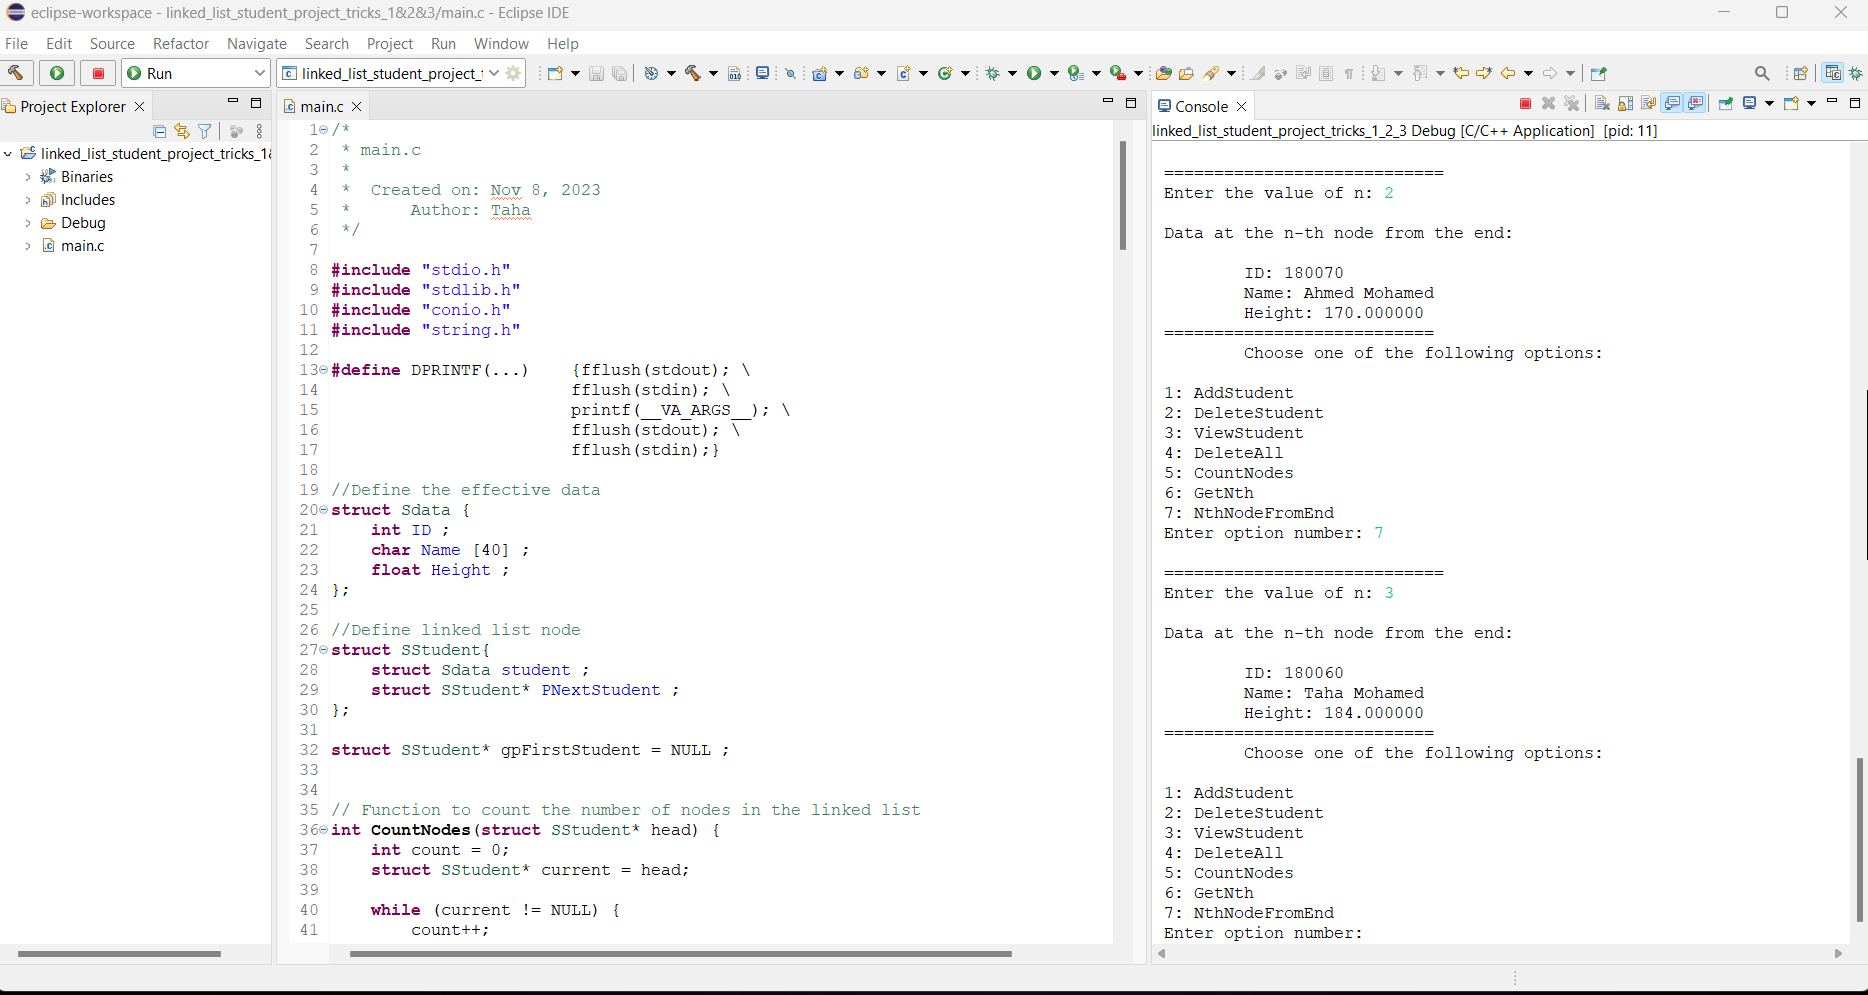 eclipse-workspace - linked_list_student_project_tricks_1&2&3/main.c - Eclipse IDE
File Edit Source Refactor Navigate Search Project Run Window Help
Run
linked_list_student_project_t
Project Explorer
linked_list_student_project_tricks_1&
Binaries
Includes
Debug
main.c
main.c
1 /*
2  * main.c
3  *
4  *  Created on: Nov 8, 2023
5  *      Author: Taha
6  */
7
8 #include "stdio.h"
9 #include "stdlib.h"
10 #include "conio.h"
11 #include "string.h"
12
13 #define DPRINTF(...)    {fflush(stdout); \
14                         fflush(stdin); \
15                         printf(__VA_ARGS__); \
16                         fflush(stdout); \
17                         fflush(stdin);}
18
19 //Define the effective data
20 struct Sdata {
21     int ID ;
22     char Name [40] ;
23     float Height ;
24 };
25
26 //Define linked list node
27 struct SStudent{
28     struct Sdata student ;
29     struct SStudent* PNextStudent ;
30 };
31
32 struct SStudent* gpFirstStudent = NULL ;
33
34
35 // Function to count the number of nodes in the linked list
36 int CountNodes(struct SStudent* head) {
37     int count = 0;
38     struct SStudent* current = head;
39
40     while (current != NULL) {
41         count++;
Console
linked_list_student_project_tricks_1_2_3 Debug [C/C++ Application] [pid: 11]
============================
Enter the value of n: 2
Data at the n-th node from the end:
ID: 180070
Name: Ahmed Mohamed
Height: 170.000000
===========================
Choose one of the following options:
1: AddStudent
2: DeleteStudent
3: ViewStudent
4: DeleteAll
5: CountNodes
6: GetNth
7: NthNodeFromEnd
Enter option number: 7
============================
Enter the value of n: 3
Data at the n-th node from the end:
ID: 180060
Name: Taha Mohamed
Height: 184.000000
===========================
Choose one of the following options:
1: AddStudent
2: DeleteStudent
3: ViewStudent
4: DeleteAll
5: CountNodes
6: GetNth
7: NthNodeFromEnd
Enter option number: